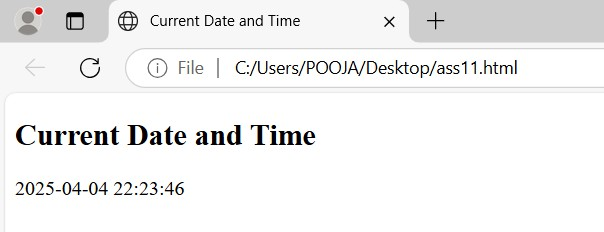 Current Date and Time
File | C:/Users/POOJA/Desktop/ass11.html
Current Date and Time
2025-04-04 22:23:46